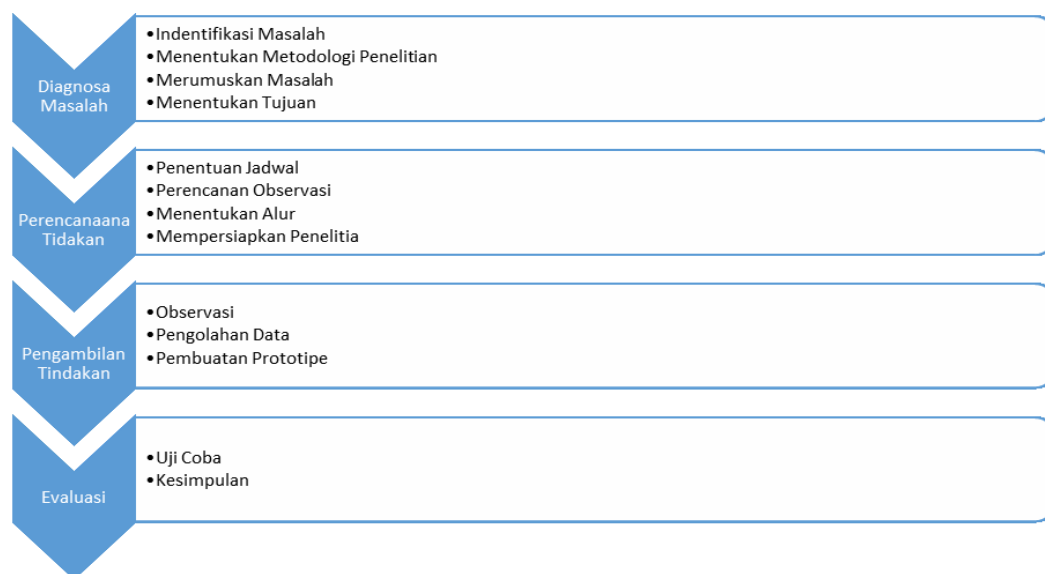 Diagnosa
Masalah
•Indentifikasi Masalah
•Menentukan Metodologi Penelitian
•Merumuskan Masalah
•Menentukan Tujuan
Perencanaana
Tidakan
•Penentuan Jadwal
•Perencanan Observasi
•Menentukan Alur
•Mempersiapkan Penelitia
Pengambilan
Tindakan
•Observasi
•Pengolahan Data
•Pembuatan Prototipe
Evaluasi
•Uji Coba
•Kesimpulan